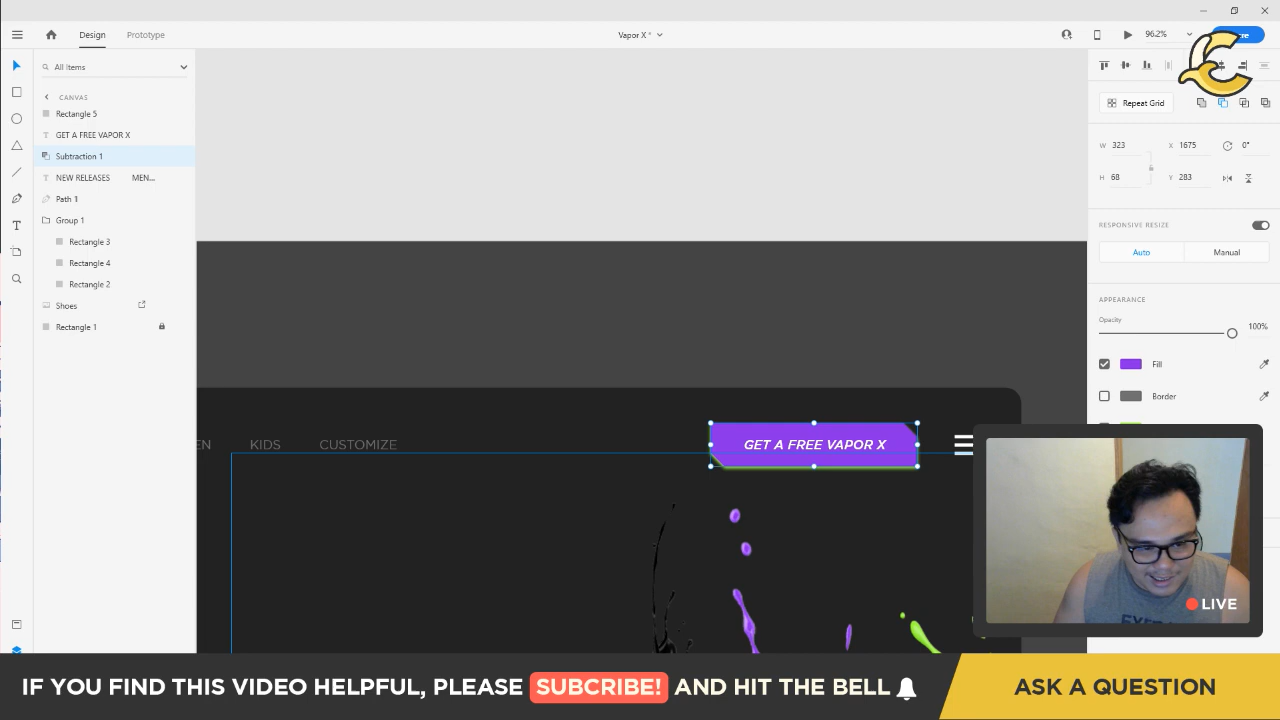 Design
Prototype
Vapor X *
96.2%
All Items
CANVAS
Rectangle 5
GET A FREE VAPOR X
Subtraction 1
NEW RELEASES MEN...
Path 1
Group 1
Rectangle 3
Rectangle 4
Rectangle 2
Shoes
Rectangle 1
Repeat Grid
W 323 X 1675 0°
H 68 Y 283
RESPONSIVE RESIZE
Auto Manual
APPEARANCE
Opacity
100%
Fill
Border
EN KIDS CUSTOMIZE
GET A FREE VAPOR X
LIVE
IF YOU FIND THIS VIDEO HELPFUL, PLEASE SUBCRIBE! AND HIT THE BELL
ASK A QUESTION